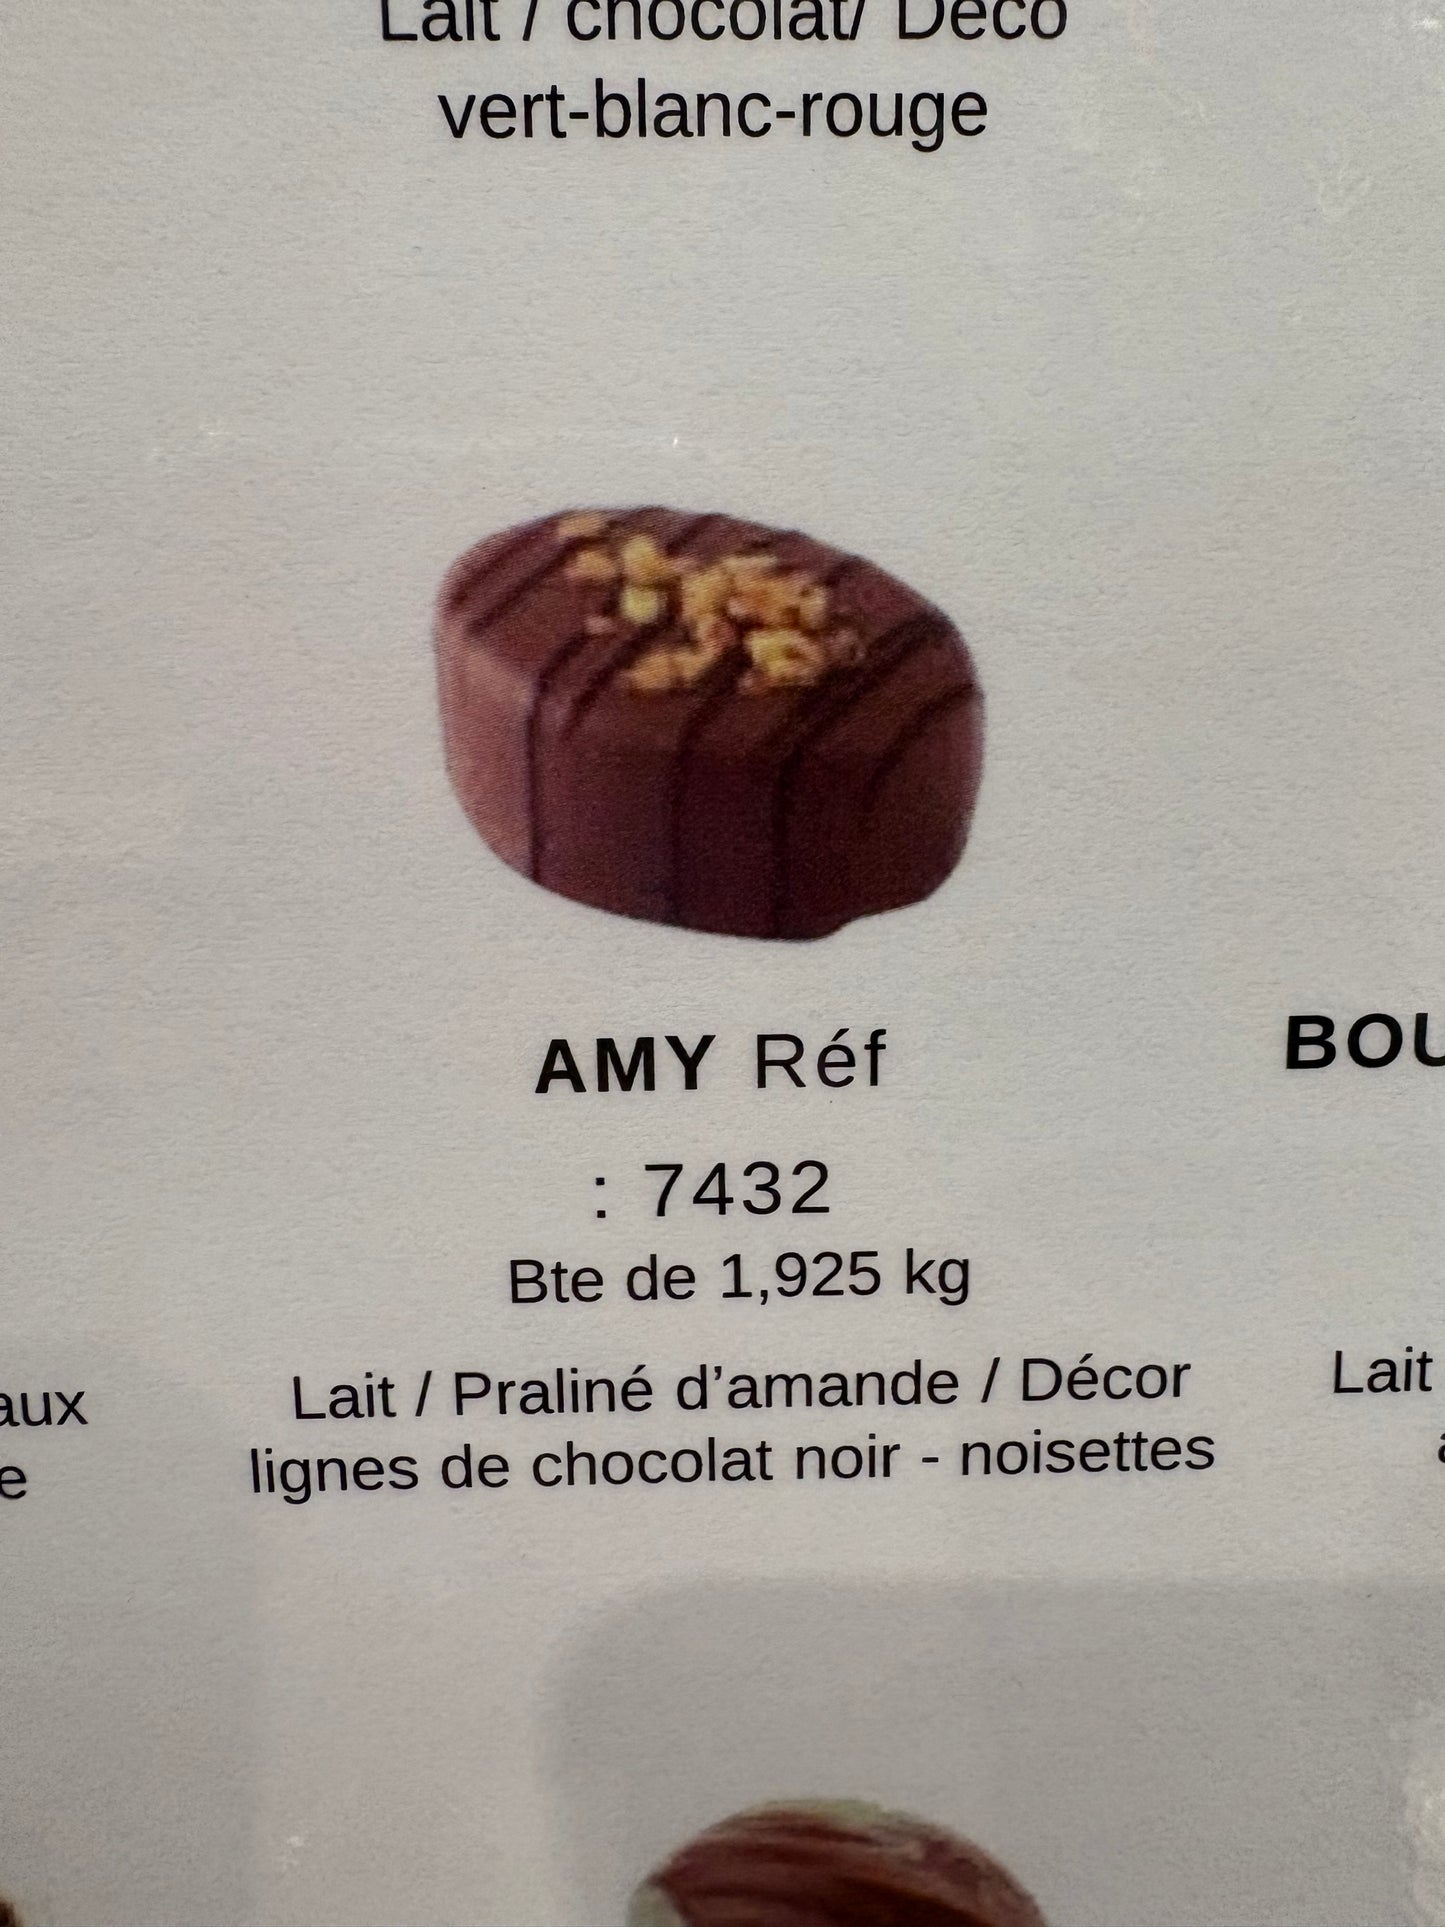 Lait / chocolat/ Déco
vert-blanc-rouge
AMY Réf
: 7432
Bte de 1,925 kg
Lait / Praliné d’amande / Décor
lignes de chocolat noir - noisettes
BOU
Lait
aux
e